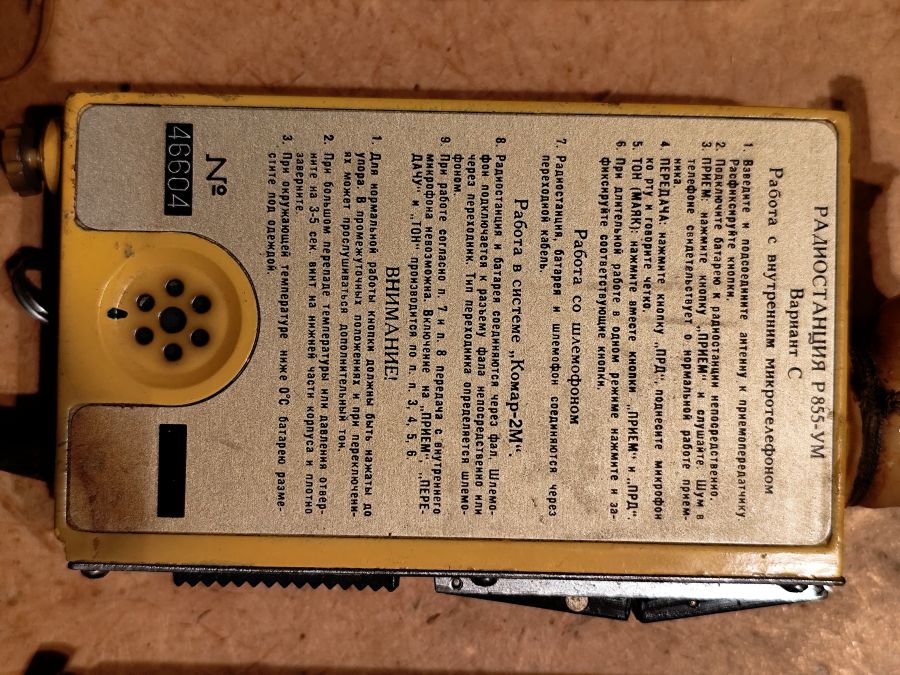 РАДИОСТАНЦИЯ Р855-УМ
Вариант С
Работа с внутренним микротелефоном
1. Взведите и подсоедините антенну к приемопередатчику.
Расфиксируйте кнопки.
2. Подключите батарею к радиостанции непосредственно.
3. ПРИЕМ: нажмите кнопку „ПРИЕМ“ и слушайте. Шум в
телефоне свидетельствует о нормальной работе прием-
ника.
4. ПЕРЕДАЧА: нажмите кнопку „ПРД“, поднесите микрофон
ко рту, и говорите четко.
5. ТОН (МАЯК): нажмите вместе кнопки „ПРИЕМ“ и „ПРД“.
6. При длительной работе в одном режиме нажмите и за-
фиксируйте соответствующие кнопки.
Работа со шлемофоном
7. Радиостанция, батарея и шлемофон соединяются через
переходной кабель.
Работа в системе „Комар-2М“.
8. Радиостанция и батарея соединяются через фал. Шлемо-
фон подключается к разъему фала непосредственно или
через переходник. Тип переходника определяется шлемо-
фоном.
9. При работе согласно п. 7 и п. 8 передача с внутреннего
микрофона невозможна. Включение на „ПРИЕМ“ „ПЕРЕ-
ДАЧУ“ и „ТОН“ производится по п. п. 3, 4, 5, 6.
ВНИМАНИЕ!
1. Для нормальной работы кнопки должны быть нажаты до
упора. В промежуточных положениях и при переключени-
ях может прослушиваться дополнительный тон.
2. При большом перепаде температуры или давления отвер-
ните на 3-5 сек. винт на нижней части корпуса и плотно
заверните.
3. При окружающей температуре ниже 0°С батарею разме-
стите под одеждой.
№
46604